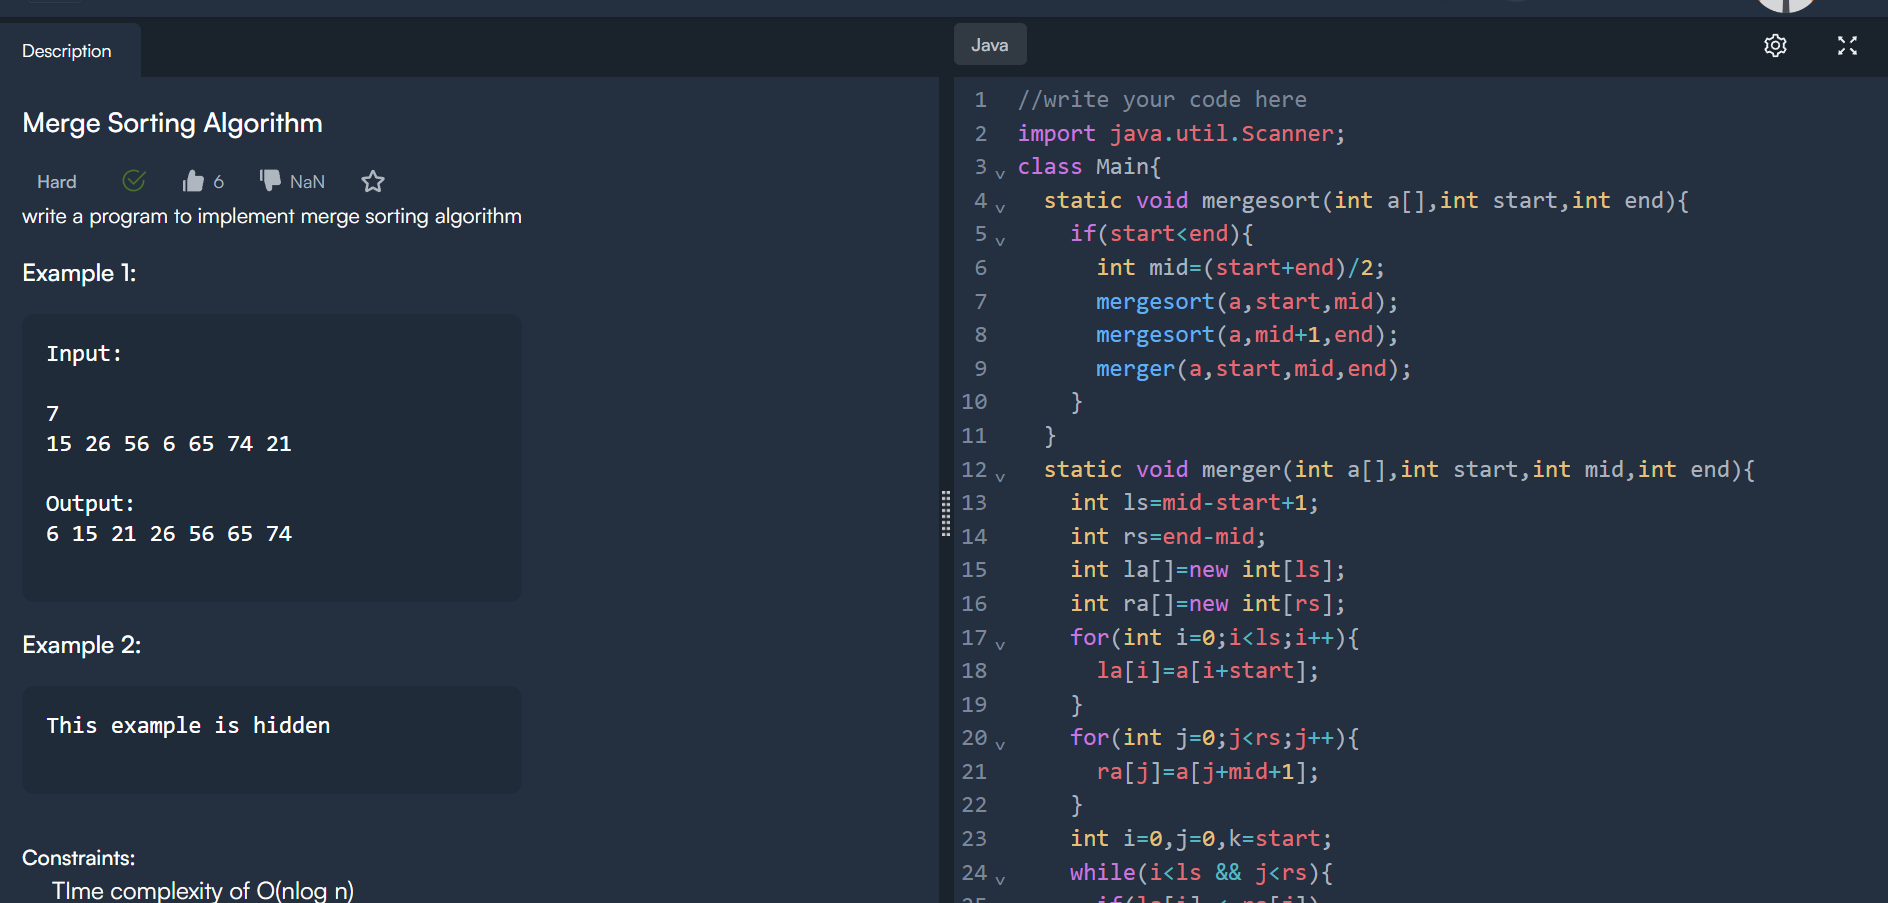 Description
Merge Sorting Algorithm
Hard 6 NaN
write a program to implement merge sorting algorithm
Example 1:
Input:
7
15 26 56 6 65 74 21
Output:
6 15 21 26 56 65 74
Example 2:
This example is hidden
Constraints:
TIme complexity of O(nlog n)
Java
1 //write your code here
2 import java.util.Scanner;
3 class Main{
4 static void mergesort(int a[],int start,int end){
5 if(start<end){
6 int mid=(start+end)/2;
7 mergesort(a,start,mid);
8 mergesort(a,mid+1,end);
9 merger(a,start,mid,end);
10 }
11 }
12 static void merger(int a[],int start,int mid,int end){
13 int ls=mid-start+1;
14 int rs=end-mid;
15 int la[]=new int[ls];
16 int ra[]=new int[rs];
17 for(int i=0;i<ls;i++){
18 la[i]=a[i+start];
19 }
20 for(int j=0;j<rs;j++){
21 ra[j]=a[j+mid+1];
22 }
23 int i=0,j=0,k=start;
24 while(i<ls && j<rs){